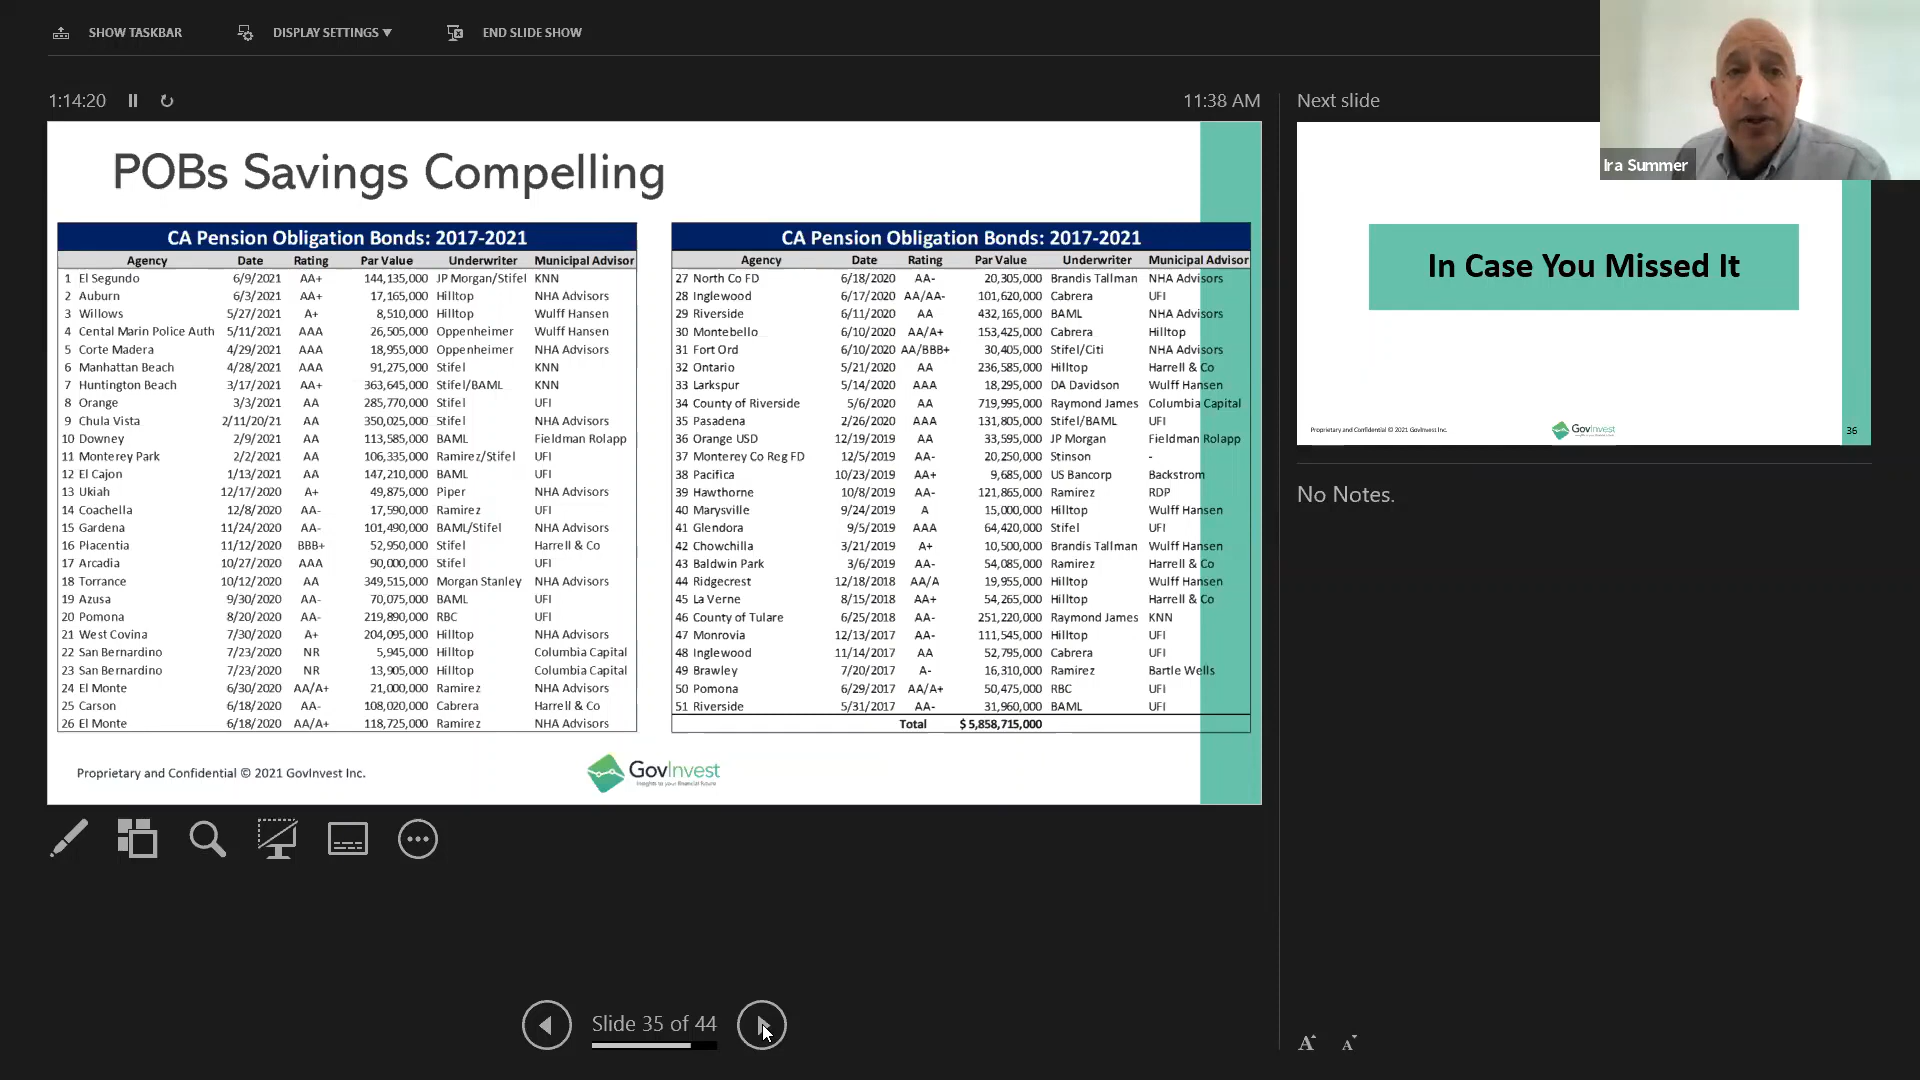 SHOW TASKBAR DISPLAY SETTINGS ▼ END SLIDE SHOW
1:14:20
11:38 AM
Next slide
Ira Summer
POBs Savings Compelling
CA Pension Obligation Bonds: 2017-2021
Agency Date Rating Par Value Underwriter Municipal Advisor
1 El Segundo 6/9/2021 AA+ 144,135,000 JP Morgan/Stifel KNN
2 Auburn 6/3/2021 AA+ 17,165,000 Hilltop NHA Advisors
3 Willows 5/27/2021 A+ 8,510,000 Hilltop Wulff Hansen
4 Cental Marin Police Auth 5/11/2021 AAA 26,505,000 Oppenheimer Wulff Hansen
5 Corte Madera 4/29/2021 AAA 18,955,000 Oppenheimer NHA Advisors
6 Manhattan Beach 4/28/2021 AAA 91,275,000 Stifel KNN
7 Huntington Beach 3/17/2021 AA+ 363,645,000 Stifel/BAML KNN
8 Orange 3/3/2021 AA 285,770,000 Stifel UFI
9 Chula Vista 2/11/20/21 AA 350,025,000 Stifel NHA Advisors
10 Downey 2/9/2021 AA 113,585,000 BAML Fieldman Rolapp
11 Monterey Park 2/2/2021 AA 106,335,000 Ramirez/Stifel UFI
12 El Cajon 1/13/2021 AA 147,210,000 BAML UFI
13 Ukiah 12/17/2020 A+ 49,875,000 Piper NHA Advisors
14 Coachella 12/8/2020 AA- 17,590,000 Ramirez UFI
15 Gardena 11/24/2020 AA- 101,490,000 BAML/Stifel NHA Advisors
16 Placentia 11/12/2020 BBB+ 52,950,000 Stifel Harrell & Co
17 Arcadia 10/27/2020 AAA 90,000,000 Stifel UFI
18 Torrance 10/12/2020 AA 349,515,000 Morgan Stanley NHA Advisors
19 Azusa 9/30/2020 AA- 70,075,000 BAML UFI
20 Pomona 8/20/2020 AA- 219,890,000 RBC UFI
21 West Covina 7/30/2020 A+ 204,095,000 Hilltop NHA Advisors
22 San Bernardino 7/23/2020 NR 5,945,000 Hilltop Columbia Capital
23 San Bernardino 7/23/2020 NR 13,905,000 Hilltop Columbia Capital
24 El Monte 6/30/2020 AA/A+ 21,000,000 Ramirez NHA Advisors
25 Carson 6/18/2020 AA- 108,020,000 Cabrera Harrell & Co
26 El Monte 6/18/2020 AA/A+ 118,725,000 Ramirez NHA Advisors
CA Pension Obligation Bonds: 2017-2021
Agency Date Rating Par Value Underwriter Municipal Advisor
27 North Co FD 6/18/2020 AA- 20,305,000 Brandis Tallman NHA Advisors
28 Inglewood 6/17/2020 AA/AA- 101,620,000 Cabrera UFI
29 Riverside 6/11/2020 AA 432,165,000 BAML NHA Advisors
30 Montebello 6/10/2020 AA/A+ 153,425,000 Cabrera Hilltop
31 Fort Ord 6/10/2020 AA/BBB+ 30,405,000 Stifel/Citi NHA Advisors
32 Ontario 5/21/2020 AA 236,585,000 Hilltop Harrell & Co
33 Larkspur 5/14/2020 AAA 18,295,000 DA Davidson Wulff Hansen
34 County of Riverside 5/6/2020 AA 719,995,000 Raymond James Columbia Capital
35 Pasadena 2/26/2020 AAA 131,805,000 Stifel/BAML UFI
36 Orange USD 12/19/2019 AA 33,595,000 JP Morgan Fieldman Rolapp
37 Monterey Co Reg FD 12/5/2019 AA- 20,250,000 Stinson -
38 Pacifica 10/23/2019 AA+ 9,685,000 US Bancorp Backstrom
39 Hawthorne 10/8/2019 AA- 121,865,000 Ramirez RDP
40 Marysville 9/24/2019 A 15,000,000 Hilltop Wulff Hansen
41 Glendora 9/5/2019 AAA 64,420,000 Stifel UFI
42 Chowchilla 3/21/2019 A+ 10,500,000 Brandis Tallman Wulff Hansen
43 Baldwin Park 3/6/2019 AA- 54,085,000 Ramirez Harrell & Co
44 Ridgecrest 12/18/2018 AA/A 19,955,000 Hilltop Wulff Hansen
45 La Verne 8/15/2018 AA+ 54,265,000 Hilltop Harrell & Co
46 County of Tulare 6/25/2018 AA- 251,220,000 Raymond James KNN
47 Monrovia 12/13/2017 AA- 111,545,000 Hilltop UFI
48 Inglewood 11/14/2017 AA 52,795,000 Cabrera UFI
49 Brawley 7/20/2017 A- 16,310,000 Ramirez Bartle Wells
50 Pomona 6/29/2017 AA/A+ 50,475,000 RBC UFI
51 Riverside 5/31/2017 AA- 31,960,000 BAML UFI
Total $ 5,858,715,000
Proprietary and Confidential © 2021 GovInvest Inc.
GovInvest
Insights to your financial future
In Case You Missed It
Proprietary and Confidential © 2021 GovInvest Inc.
GovInvest
36
No Notes.
Slide 35 of 44
A A